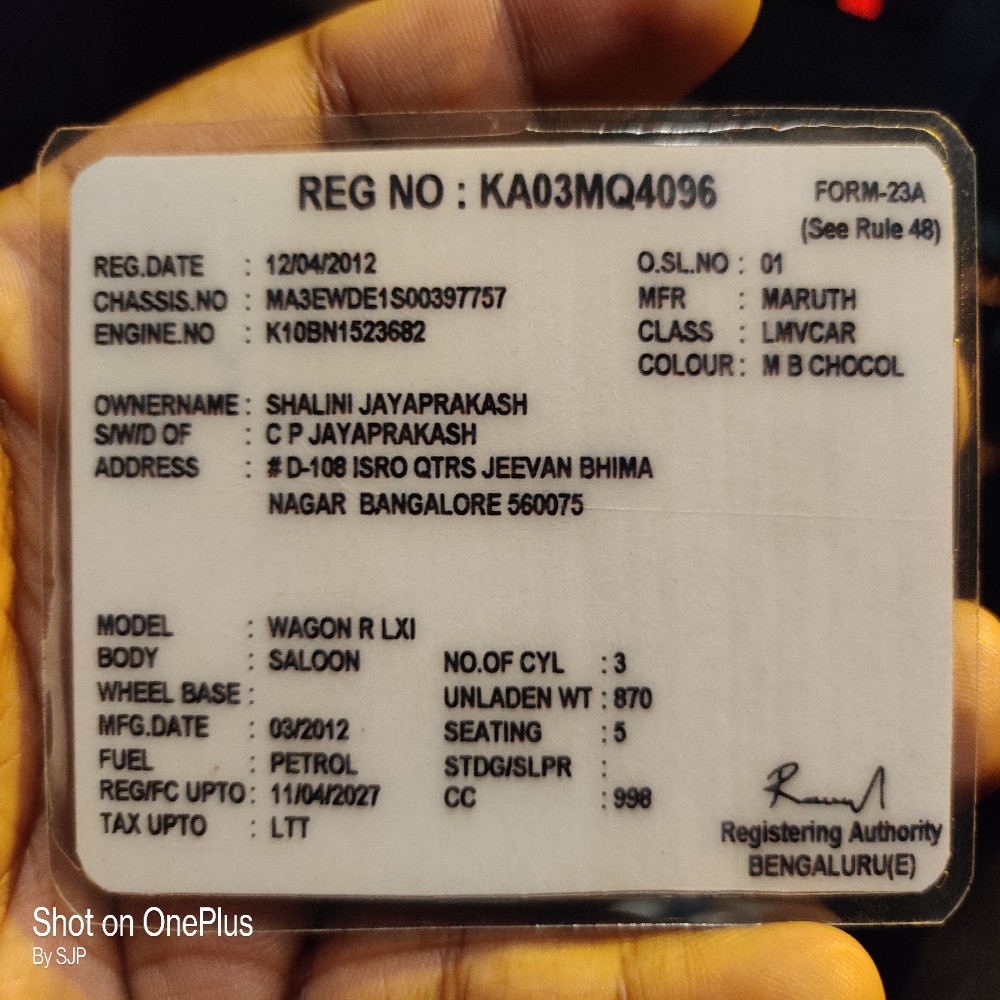 REG NO : KA03MQ4096
FORM-23A
(See Rule 48)
REG.DATE : 12/04/2012
O.SL.NO : 01
CHASSIS.NO : MA3EWDE1S00397757
MFR : MARUTH
ENGINE.NO : K10BN1523682
CLASS : LMVCAR
COLOUR : M B CHOCOL
OWNERNAME : SHALINI JAYAPRAKASH
S/W/D OF : C P JAYAPRAKASH
ADDRESS : # D-108 ISRO QTRS JEEVAN BHIMA
NAGAR BANGALORE 560075
MODEL : WAGON R LXI
BODY : SALOON NO.OF CYL : 3
WHEEL BASE : UNLADEN WT : 870
MFG.DATE : 03/2012 SEATING : 5
FUEL : PETROL STDG/SLPR :
REG/FC UPTO : 11/04/2027 CC : 998
TAX UPTO : LTT
Registering Authority
BENGALURU(E)
Shot on OnePlus
By SJP